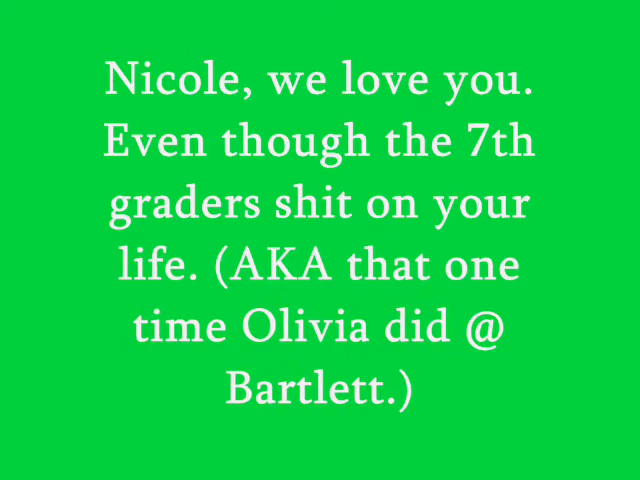 Nicole, we love you.
Even though the 7th
graders shit on your
life. (AKA that one
time Olivia did @
Bartlett.)